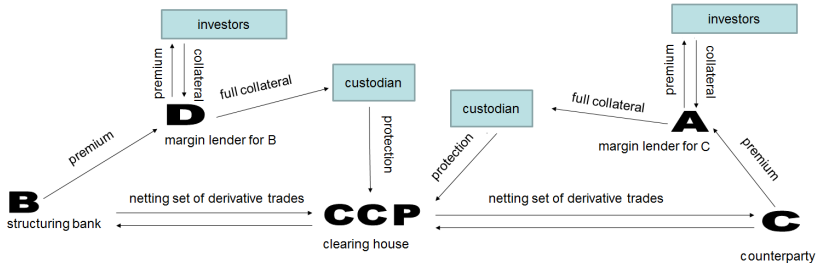 investors
investors
premium
collateral
premium
collateral
full collateral
custodian
custodian
full collateral
D
A
margin lender for B
margin lender for C
premium
protection
protection
premium
B
netting set of derivative trades
CCP
netting set of derivative trades
C
structuring bank
clearing house
counterparty